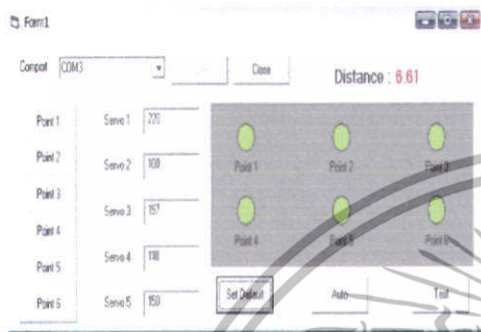 Form1
Comport COM3 Close Distance : 6.61
Point 1 Servo 1 220
Point 2 Servo 2 100
Point 3 Servo 3 197
Point 4 Servo 4 118
Point 5 Servo 5 150
Point 6
Point 1 Point 2 Point 3
Point 4 Point 5 Point 6
Set Default Auto Test